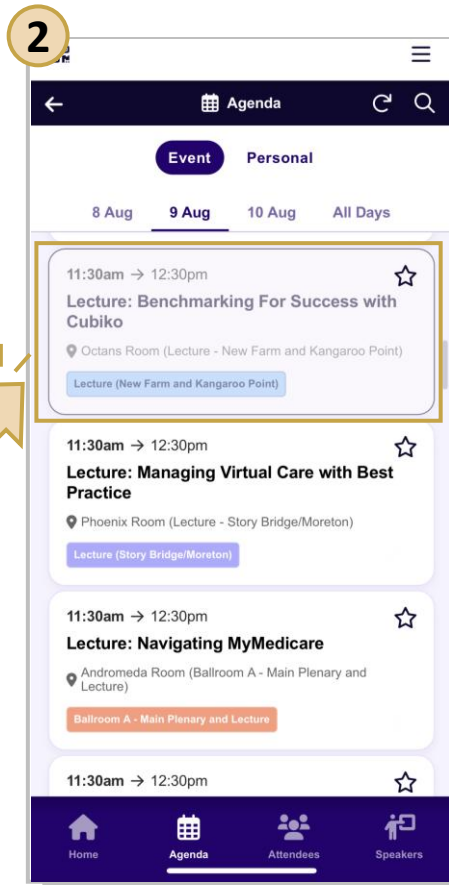 2
Agenda
Event Personal
8 Aug 9 Aug 10 Aug All Days
11:30am → 12:30pm
Lecture: Benchmarking For Success with
Cubiko
Octans Room (Lecture - New Farm and Kangaroo Point)
Lecture (New Farm and Kangaroo Point)
11:30am → 12:30pm
Lecture: Managing Virtual Care with Best
Practice
Phoenix Room (Lecture - Story Bridge/Moreton)
Lecture (Story Bridge/Moreton)
11:30am → 12:30pm
Lecture: Navigating MyMedicare
Andromeda Room (Ballroom A - Main Plenary and
Lecture)
Ballroom A - Main Plenary and Lecture
11:30am → 12:30pm
Home Agenda Attendees Speakers